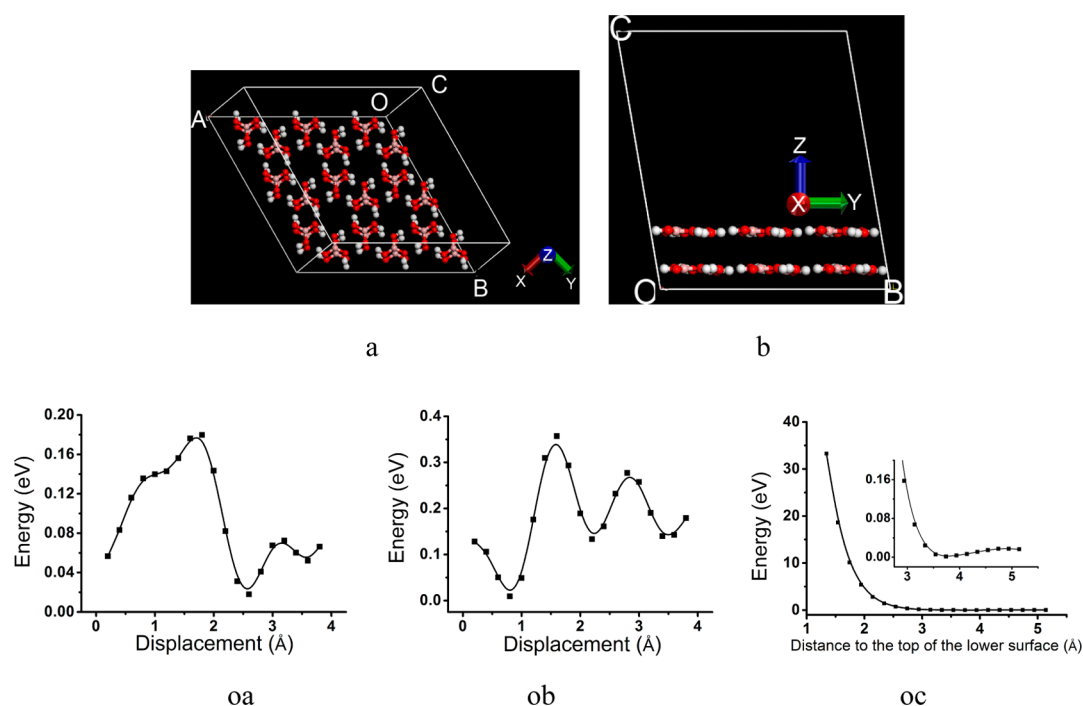 C
O
A
B
Z
X
Y
a
C
Z
X
Y
O
B
b
0.20
0.16
0.12
0.08
0.04
0.00
Energy (eV)
0 1 2 3 4
Displacement (Å)
oa
0.4
0.3
0.2
0.1
0.0
Energy (eV)
0 1 2 3 4
Displacement (Å)
ob
40
30
20
10
0
Energy (eV)
0.16
0.08
0.00
3 4 5
1 2 3 4 5
Distance to the top of the lower surface (Å)
oc